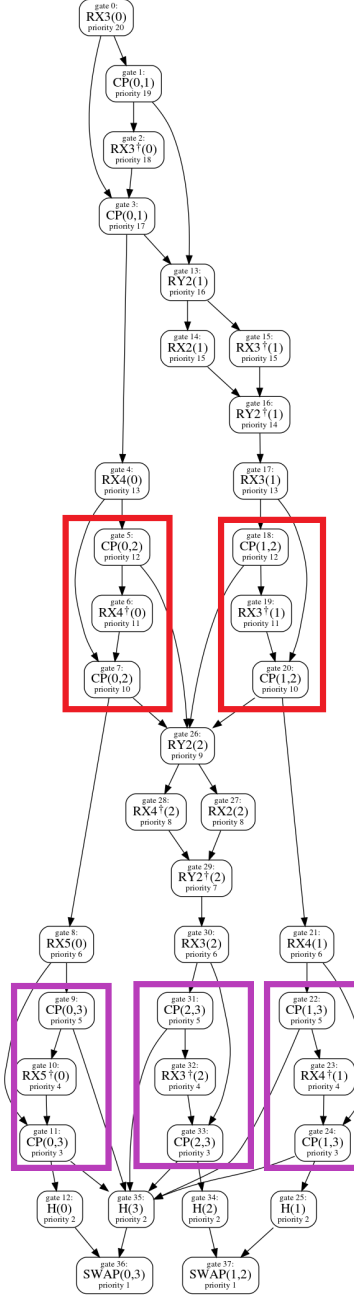 gate 0:
RX3(0)
priority 20
gate 1:
CP(0,1)
priority 19
gate 2:
RX3†(0)
priority 18
gate 3:
CP(0,1)
priority 17
gate 13:
RY2(1)
priority 16
gate 14:
RX2(1)
priority 15
gate 15:
RX3†(1)
priority 15
gate 16:
RY2†(1)
priority 14
gate 4:
RX4(0)
priority 13
gate 17:
RX3(1)
priority 13
gate 5:
CP(0,2)
priority 12
gate 18:
CP(1,2)
priority 12
gate 6:
RX4†(0)
priority 11
gate 19:
RX3†(1)
priority 11
gate 7:
CP(0,2)
priority 10
gate 20:
CP(1,2)
priority 10
gate 26:
RY2(2)
priority 9
gate 28:
RX4†(2)
priority 8
gate 27:
RX2(2)
priority 8
gate 29:
RY2†(2)
priority 7
gate 8:
RX5(0)
priority 6
gate 30:
RX3(2)
priority 6
gate 21:
RX4(1)
priority 6
gate 9:
CP(0,3)
priority 5
gate 31:
CP(2,3)
priority 5
gate 22:
CP(1,3)
priority 5
gate 10:
RX5†(0)
priority 4
gate 32:
RX3†(2)
priority 4
gate 23:
RX4†(1)
priority 4
gate 11:
CP(0,3)
priority 3
gate 33:
CP(2,3)
priority 3
gate 24:
CP(1,3)
priority 3
gate 12:
H(0)
priority 2
gate 35:
H(3)
priority 2
gate 34:
H(2)
priority 2
gate 25:
H(1)
priority 2
gate 36:
SWAP(0,3)
priority 1
gate 37:
SWAP(1,2)
priority 1